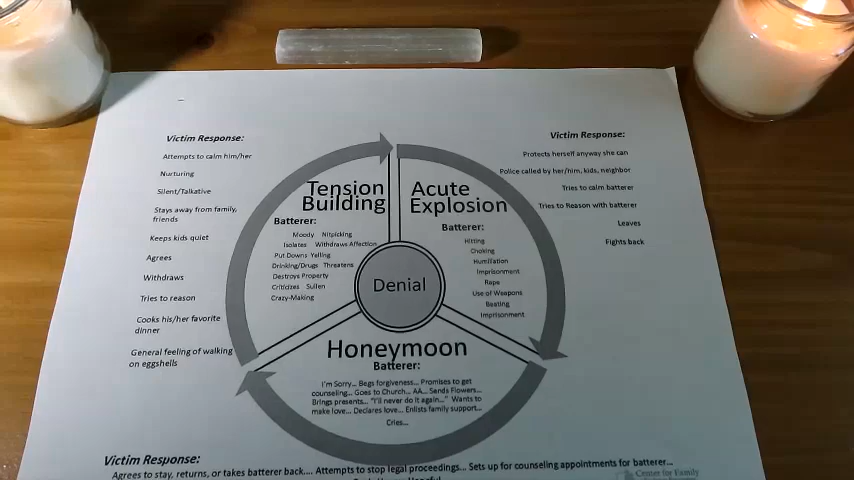 Victim Response:
Attempts to calm him/her
Nurturing
Silent/Talkative
Stays away from family,
friends
Keeps kids quiet
Agrees
Withdraws
Tries to reason
Cooks his/her favorite
dinner
General feeling of walking
on eggshells
Tension
Building
Batterer:
Moody Nitpicking
Isolates Withdraws Affection
Put Downs Yelling
Drinking/Drugs Threatens
Destroys Property
Criticizes Sullen
Crazy-Making
Acute
Explosion
Batterer:
Hitting
Choking
Humiliation
Imprisonment
Rape
Use of Weapons
Beating
Imprisonment
Victim Response:
Protects herself anyway she can
Police called by her/him, kids, neighbor
Tries to calm batterer
Tries to Reason with batterer
Leaves
Fights back
Denial
Honeymoon
Batterer:
I'm Sorry... Begs forgiveness... Promises to get
counseling... Goes to Church... AA... Sends Flowers...
Brings presents... "I'll never do it again..." Wants to
make love... Declares love... Enlists family support...
Cries...
Victim Response:
Agrees to stay, returns, or takes batterer back.... Attempts to stop legal proceedings... Sets up for counseling appointments for batterer...
Center for Family